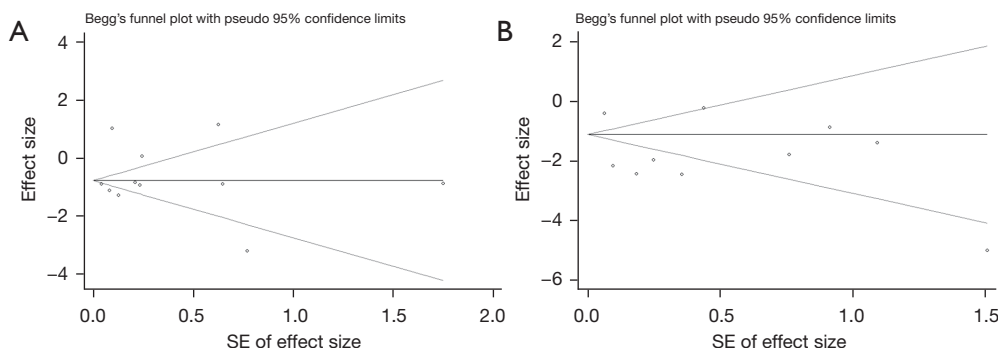 A
Begg's funnel plot with pseudo 95% confidence limits
4
2
0
−2
−4
Effect size
0.0 0.5 1.0 1.5 2.0
SE of effect size
B
Begg's funnel plot with pseudo 95% confidence limits
2
0
−2
−4
−6
Effect size
0.0 0.5 1.0 1.5
SE of effect size